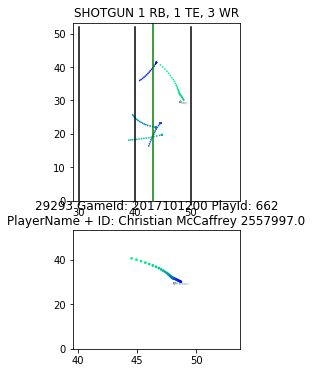 SHOTGUN 1 RB, 1 TE, 3 WR
50
40
30
20
10
0
30 40 50
29293 GameId: 2017101200 PlayId: 662
PlayerName + ID: Christian McCaffrey 2557997.0
40
20
0
40 45 50